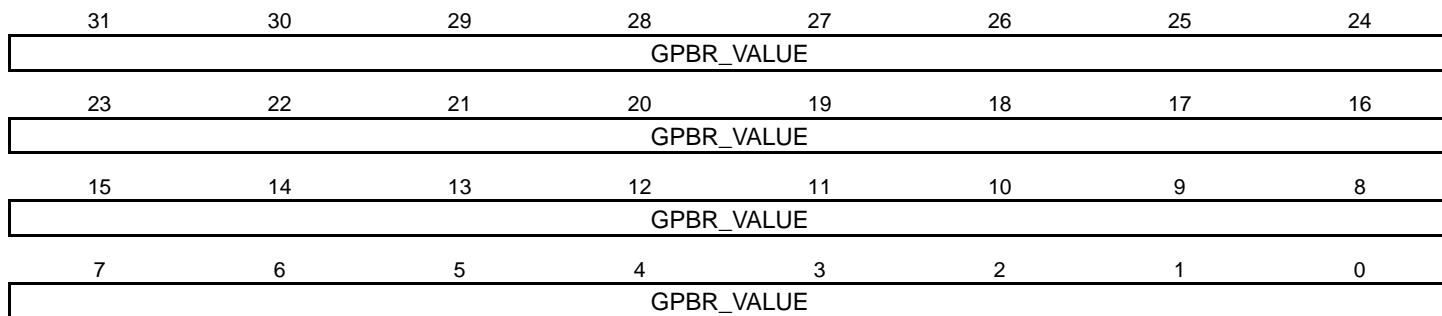 31 30 29 28 27 26 25 24
GPBR_VALUE
23 22 21 20 19 18 17 16
GPBR_VALUE
15 14 13 12 11 10 9 8
GPBR_VALUE
7 6 5 4 3 2 1 0
GPBR_VALUE